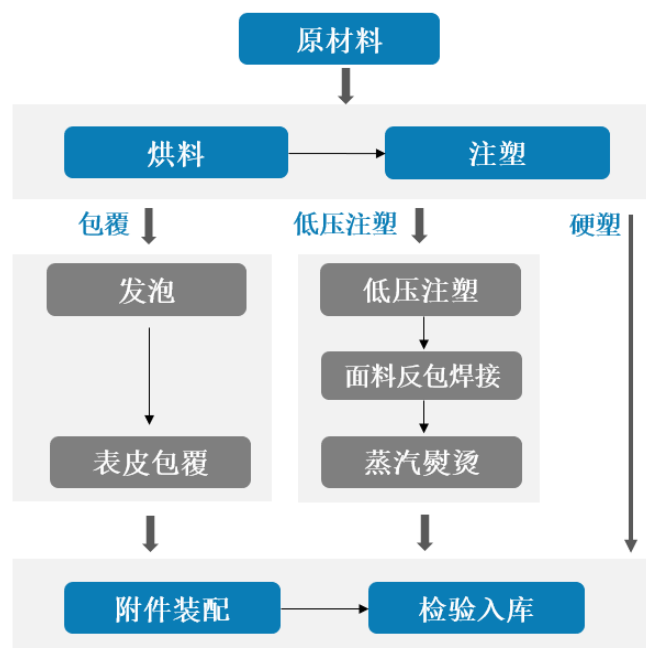 原材料
烘料
注塑
包覆
低压注塑
硬塑
发泡
低压注塑
面料反包焊接
表皮包覆
蒸汽熨烫
附件装配
检验入库